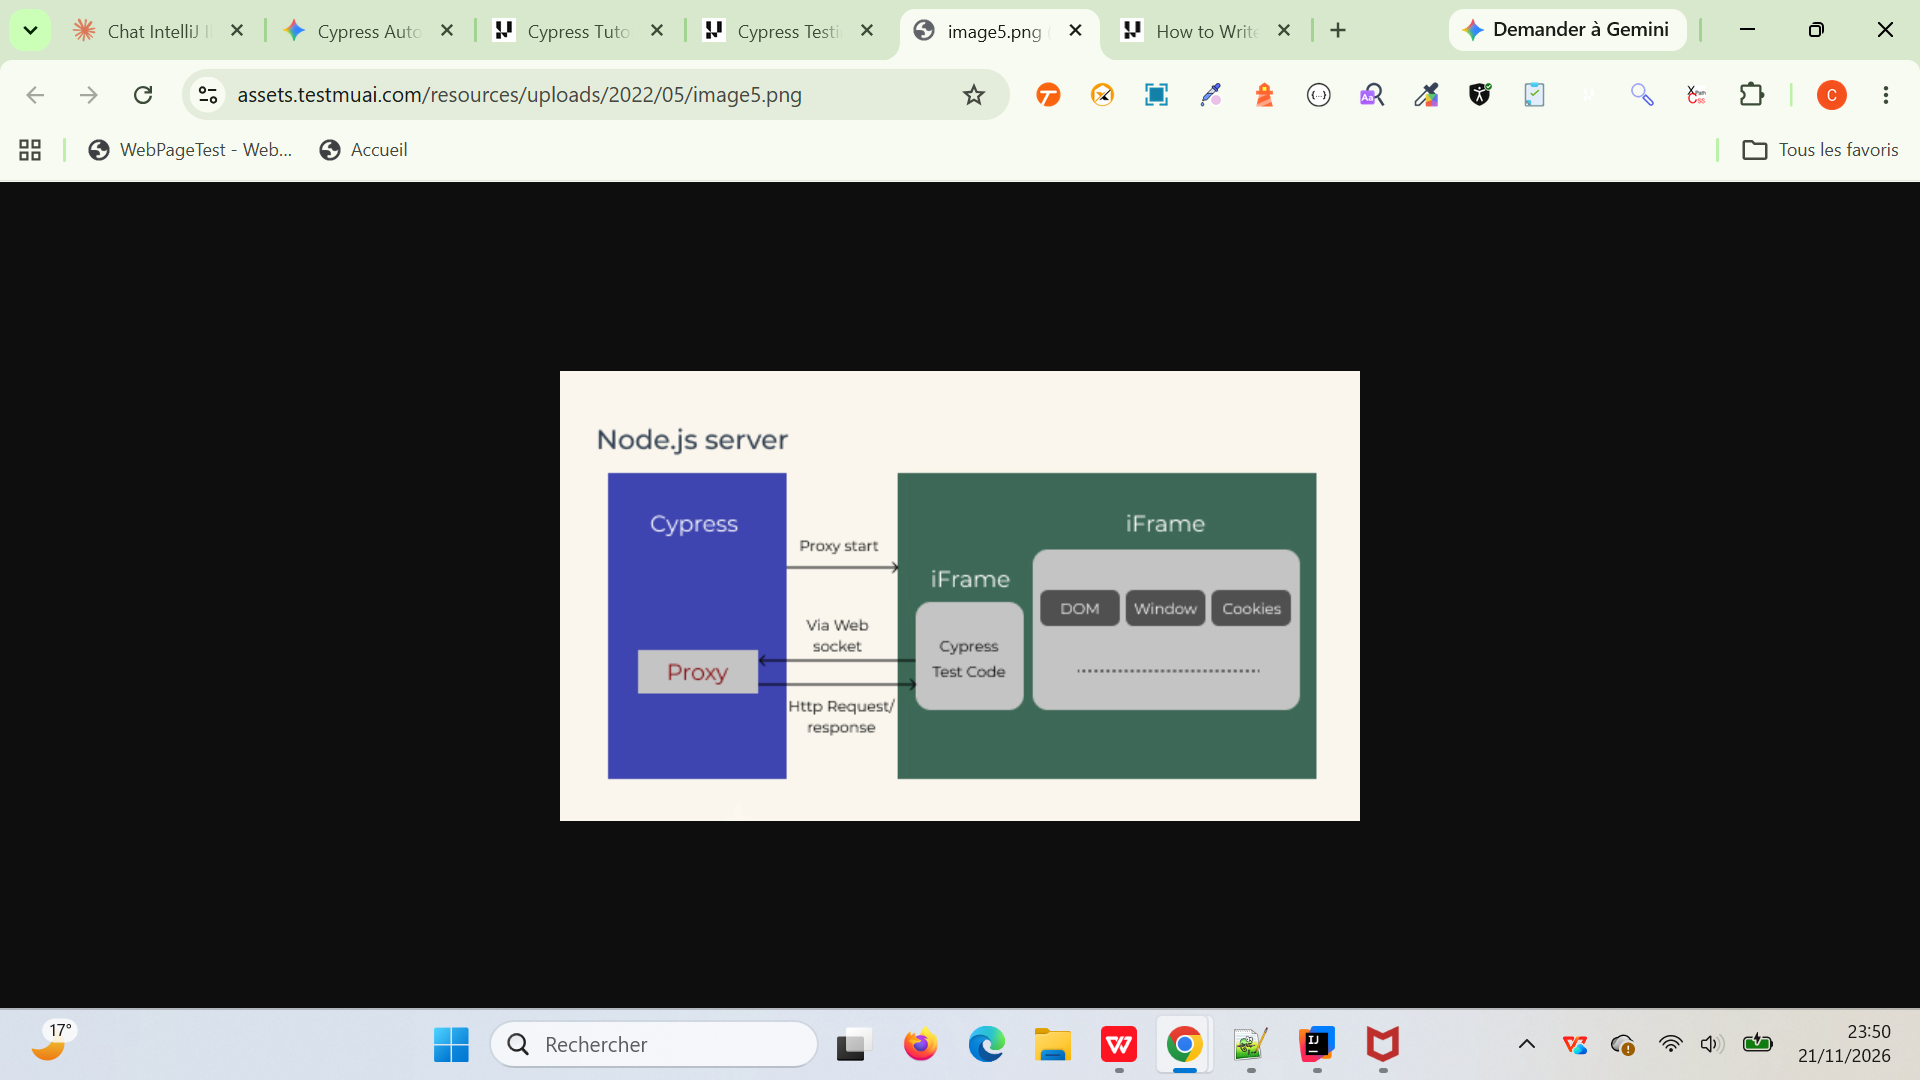 Chat IntelliJ I
Cypress Auto
Cypress Tuto
Cypress Testi
image5.png (
How to Write
Demander à Gemini
assets.testmuai.com/resources/uploads/2022/05/image5.png
C
WebPageTest - Web...
Accueil
Tous les favoris
Node.js server
Cypress
Proxy
Proxy start
Via Web
socket
Http Request/
response
iFrame
Cypress
Test Code
iFrame
DOM
Window
Cookies
17°
Rechercher
23:50
21/11/2026